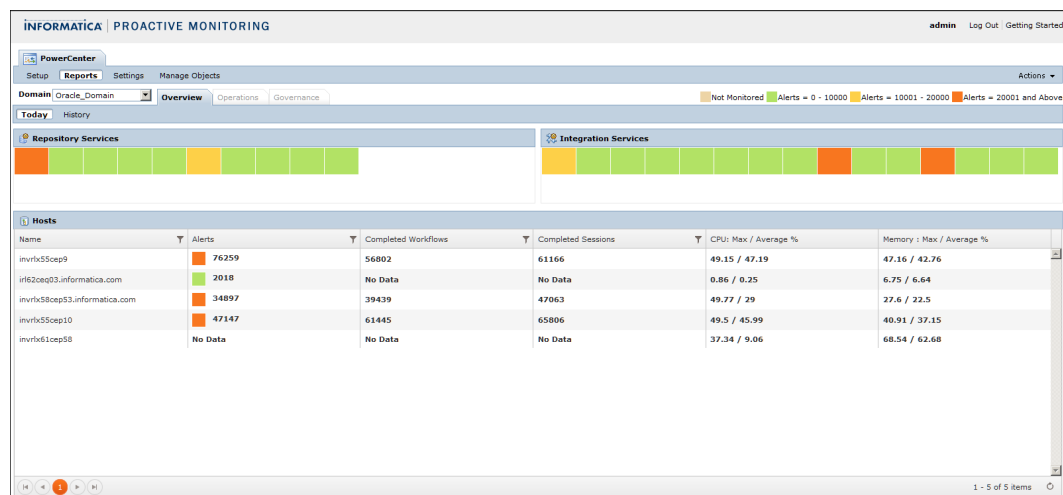 INFORMATICA | PROACTIVE MONITORING
admin Log Out Getting Started
PowerCenter
Setup Reports Settings Manage Objects Actions
Domain Oracle_Domain Overview Operations Governance Not Monitored Alerts = 0 - 10000 Alerts = 10001 - 20000 Alerts = 20001 and Above
Today History
Repository Services Integration Services
Hosts
Name Alerts Completed Workflows Completed Sessions CPU: Max / Average % Memory : Max / Average %
invrlx55cep9 76259 56802 61166 49.15 / 47.19 47.16 / 42.76
irl62ceq03.informatica.com 2018 No Data No Data 0.86 / 0.25 6.75 / 6.64
invrlx58cep53.informatica.com 34897 39439 47063 49.77 / 29 27.6 / 22.5
invrlx55cep10 47147 61445 65806 49.5 / 45.99 40.91 / 37.15
invrlx61cep58 No Data No Data No Data 37.34 / 9.06 68.54 / 62.68
1 1 - 5 of 5 items